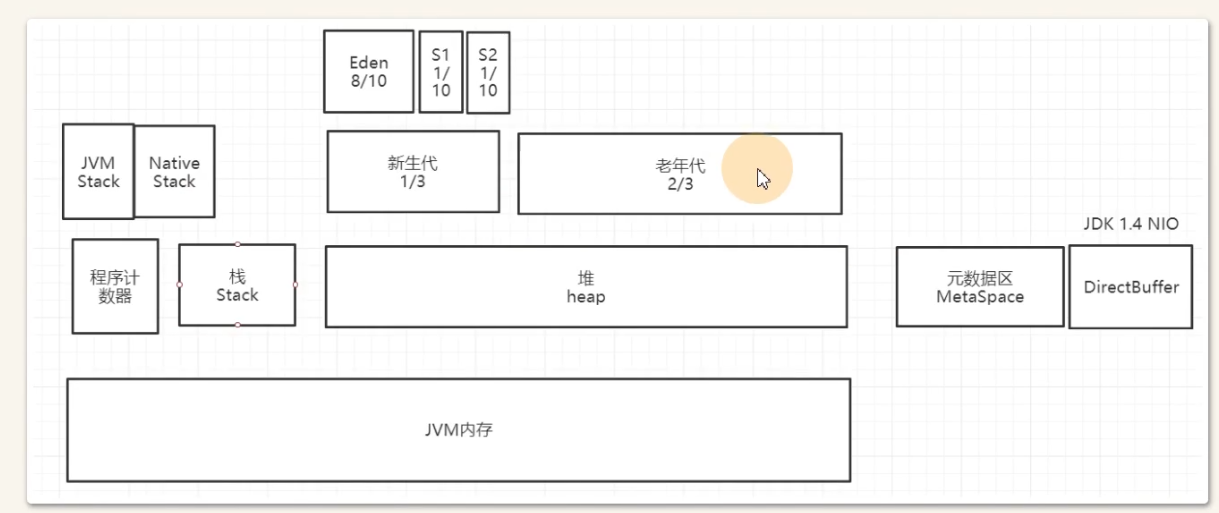 Eden
8/10
S1
1/
10
S2
1/
10
JVM
Stack
Native
Stack
新生代
1/3
老年代
2/3
JDK 1.4 NIO
程序计
数器
栈
Stack
堆
heap
元数据区
MetaSpace
DirectBuffer
JVM内存